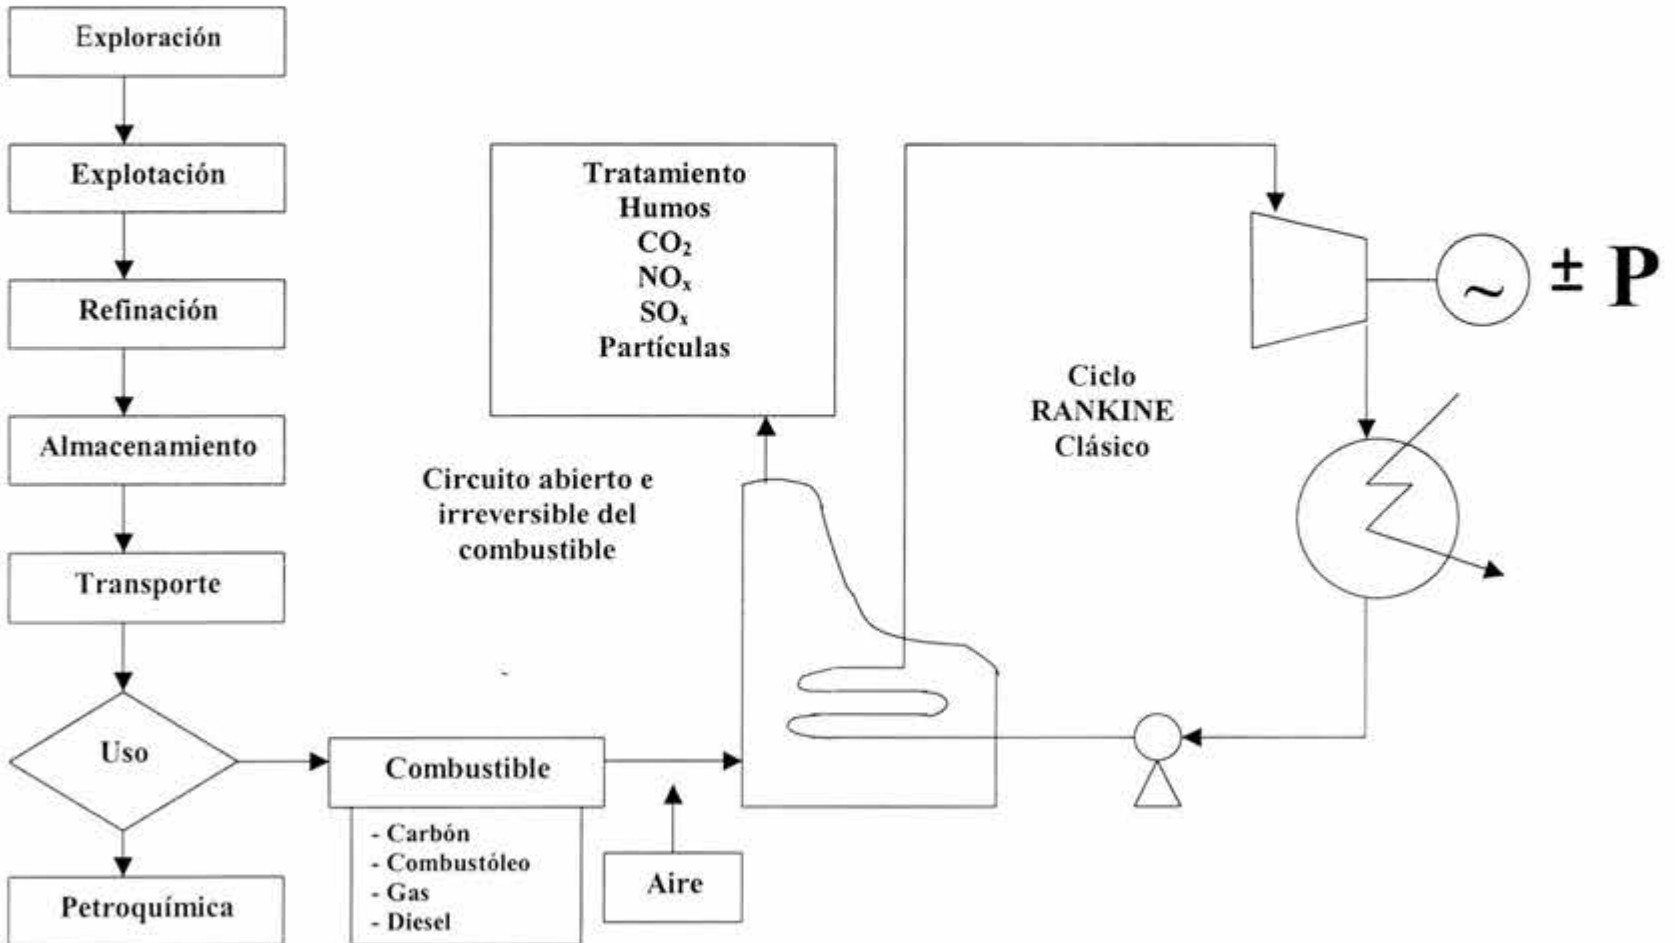 Exploración
Explotación
Refinación
Almacenamiento
Transporte
Uso
Petroquímica
Combustible
- Carbón
- Combustóleo
- Gas
- Diesel
Aire
Circuito abierto e
irreversible del
combustible
Tratamiento
Humos
CO₂
NOₓ
SOₓ
Partículas
Ciclo
RANKINE
Clásico
~
± P